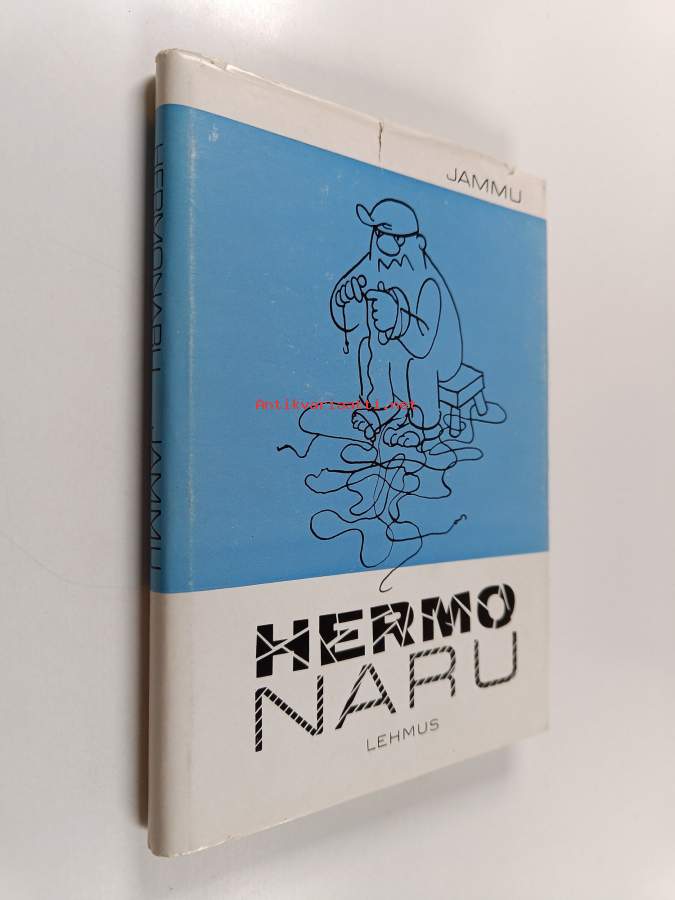 JAMMU
HERMONARU JAMMU
Antikvariaatti.net
HERMO
NARU
LEHMUS